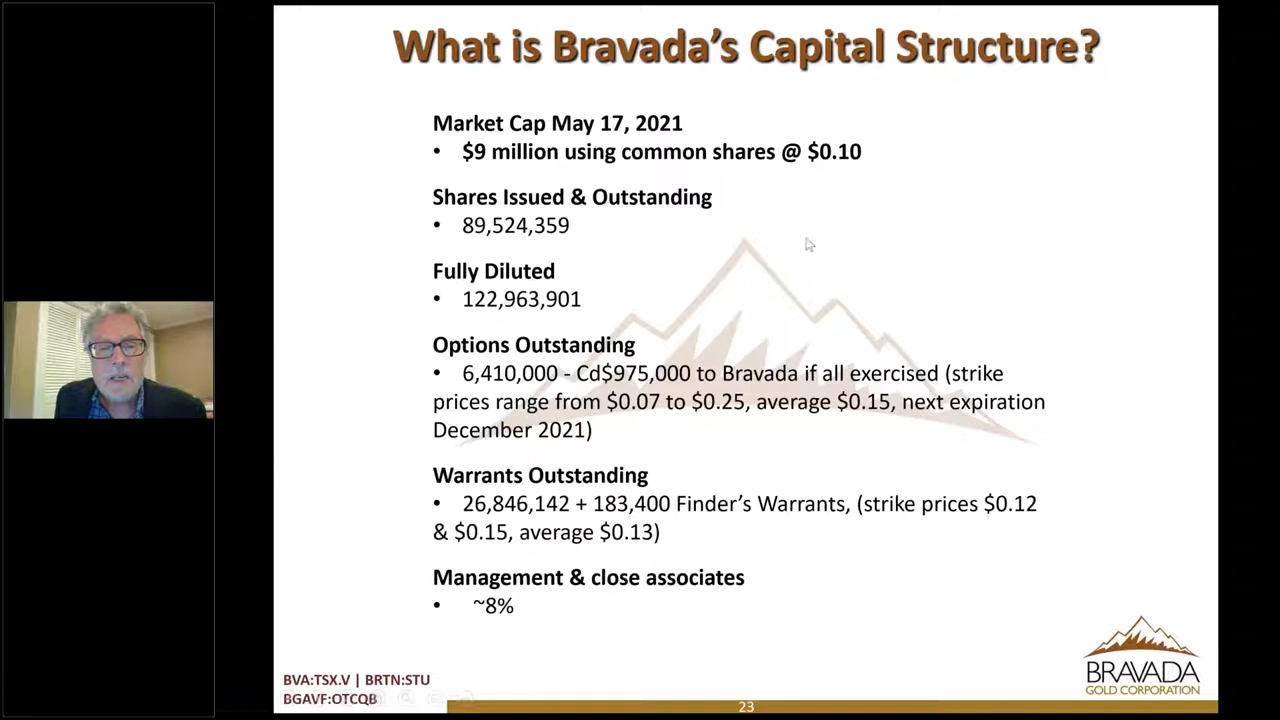 What is Bravada's Capital Structure?
Market Cap May 17, 2021
• $9 million using common shares @ $0.10
Shares Issued & Outstanding
• 89,524,359
Fully Diluted
• 122,963,901
Options Outstanding
• 6,410,000 - Cd$975,000 to Bravada if all exercised (strike
prices range from $0.07 to $0.25, average $0.15, next expiration
December 2021)
Warrants Outstanding
• 26,846,142 + 183,400 Finder's Warrants, (strike prices $0.12
& $0.15, average $0.13)
Management & close associates
• ~8%
BVA:TSX.V | BRTN:STU
BGAVF:OTCQB
23
BRAVADA
GOLD CORPORATION